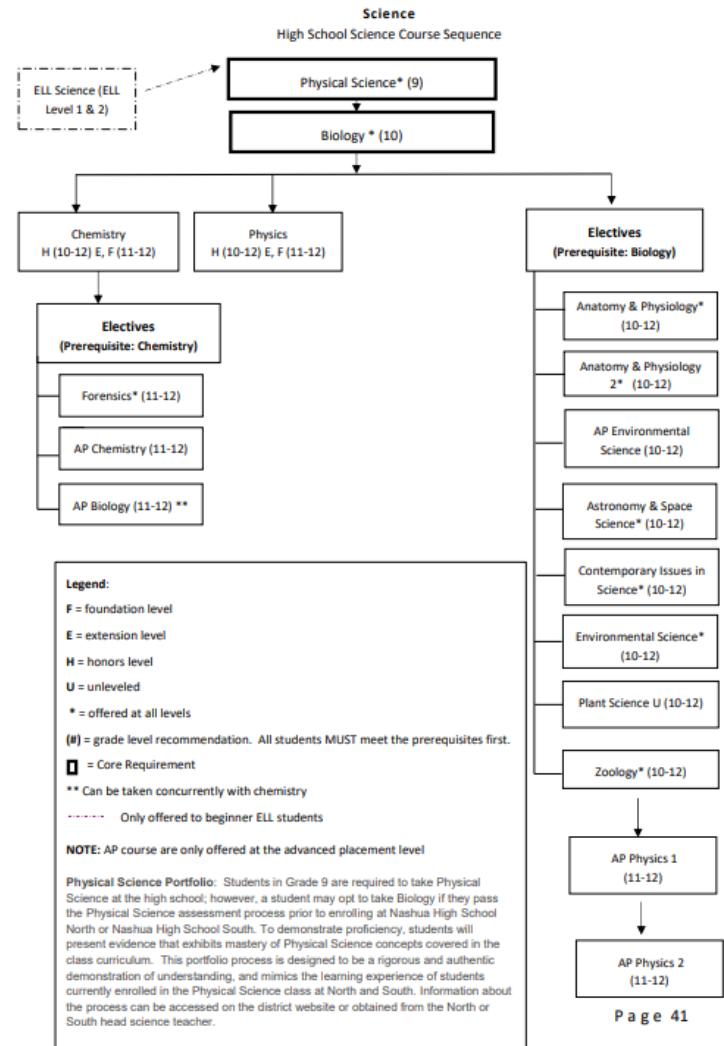 Science
High School Science Course Sequence
ELL Science (ELL
Level 1 & 2)
Physical Science* (9)
Biology * (10)
Chemistry
H (10-12) E, F (11-12)
Physics
H (10-12) E, F (11-12)
Electives
(Prerequisite: Biology)
Electives
(Prerequisite: Chemistry)
Forensics* (11-12)
AP Chemistry (11-12)
AP Biology (11-12) **
Anatomy & Physiology*
(10-12)
Anatomy & Physiology
2* (10-12)
AP Environmental
Science (10-12)
Astronomy & Space
Science* (10-12)
Contemporary Issues in
Science* (10-12)
Environmental Science*
(10-12)
Plant Science U (10-12)
Zoology* (10-12)
AP Physics 1
(11-12)
AP Physics 2
(11-12)
Legend:
F = foundation level
E = extension level
H = honors level
U = unleveled
* = offered at all levels
(#) = grade level recommendation. All students MUST meet the prerequisites first.
= Core Requirement
** Can be taken concurrently with chemistry
Only offered to beginner ELL students
NOTE: AP course are only offered at the advanced placement level
Physical Science Portfolio: Students in Grade 9 are required to take Physical
Science at the high school; however, a student may opt to take Biology if they pass
the Physical Science assessment process prior to enrolling at Nashua High School
North or Nashua High School South. To demonstrate proficiency, students will
present evidence that exhibits mastery of Physical Science concepts covered in the
class curriculum. This portfolio process is designed to be a rigorous and authentic
demonstration of understanding, and mimics the learning experience of students
currently enrolled in the Physical Science class at North and South. Information about
the process can be accessed on the district website or obtained from the North or
South head science teacher.
Page 41